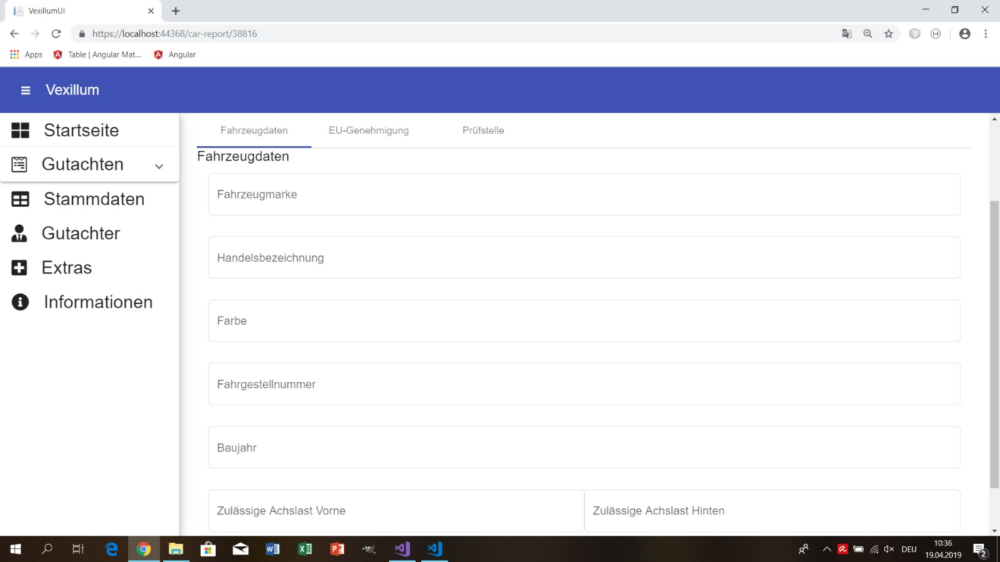 VexillumUI
https://localhost:44368/car-report/38816
Apps
Table | Angular Mat...
Angular
Vexillum
Startseite
Gutachten
Stammdaten
Gutachter
Extras
Informationen
Fahrzeugdaten
EU-Genehmigung
Prüfstelle
Fahrzeugdaten
Fahrzeugmarke
Handelsbezeichnung
Farbe
Fahrgestellnummer
Baujahr
Zulässige Achslast Vorne
Zulässige Achslast Hinten
DEU
10:36
19.04.2019
2